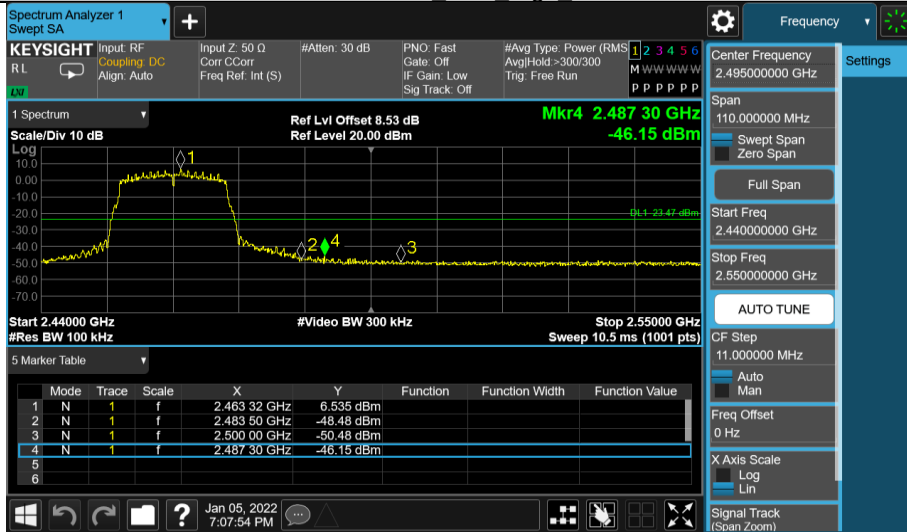 Spectrum Analyzer 1
Swept SA
Frequency
KEYSIGHT
RL
Input: RF
Coupling: DC
Align: Auto
Input Z: 50 Ω
Corr CCorr
Freq Ref: Int (S)
#Atten: 30 dB
PNO: Fast
Gate: Off
IF Gain: Low
Sig Track: Off
#Avg Type: Power (RMS
Avg|Hold:>300/300
Trig: Free Run
1 2 3 4 5 6
M W W W W W
P P P P P P
LXI
1 Spectrum
Scale/Div 10 dB
Ref Lvl Offset 8.53 dB
Ref Level 20.00 dBm
Mkr4 2.487 30 GHz
-46.15 dBm
Log
10.0
0.00
-10.0
-20.0
-30.0
-40.0
-50.0
-60.0
-70.0
1
2
4
3
DL1 -23.47 dBm
Start 2.44000 GHz
#Res BW 100 kHz
#Video BW 300 kHz
Stop 2.55000 GHz
Sweep 10.5 ms (1001 pts)
5 Marker Table
Mode Trace Scale X Y Function Function Width Function Value
1 N 1 f 2.463 32 GHz 6.535 dBm
2 N 1 f 2.483 50 GHz -48.48 dBm
3 N 1 f 2.500 00 GHz -50.48 dBm
4 N 1 f 2.487 30 GHz -46.15 dBm
5
6
Jan 05, 2022
7:07:54 PM
Center Frequency
2.495000000 GHz
Span
110.000000 MHz
Swept Span
Zero Span
Full Span
Start Freq
2.440000000 GHz
Stop Freq
2.550000000 GHz
AUTO TUNE
CF Step
11.000000 MHz
Auto
Man
Freq Offset
0 Hz
X Axis Scale
Log
Lin
Signal Track
(Span Zoom)
Settings